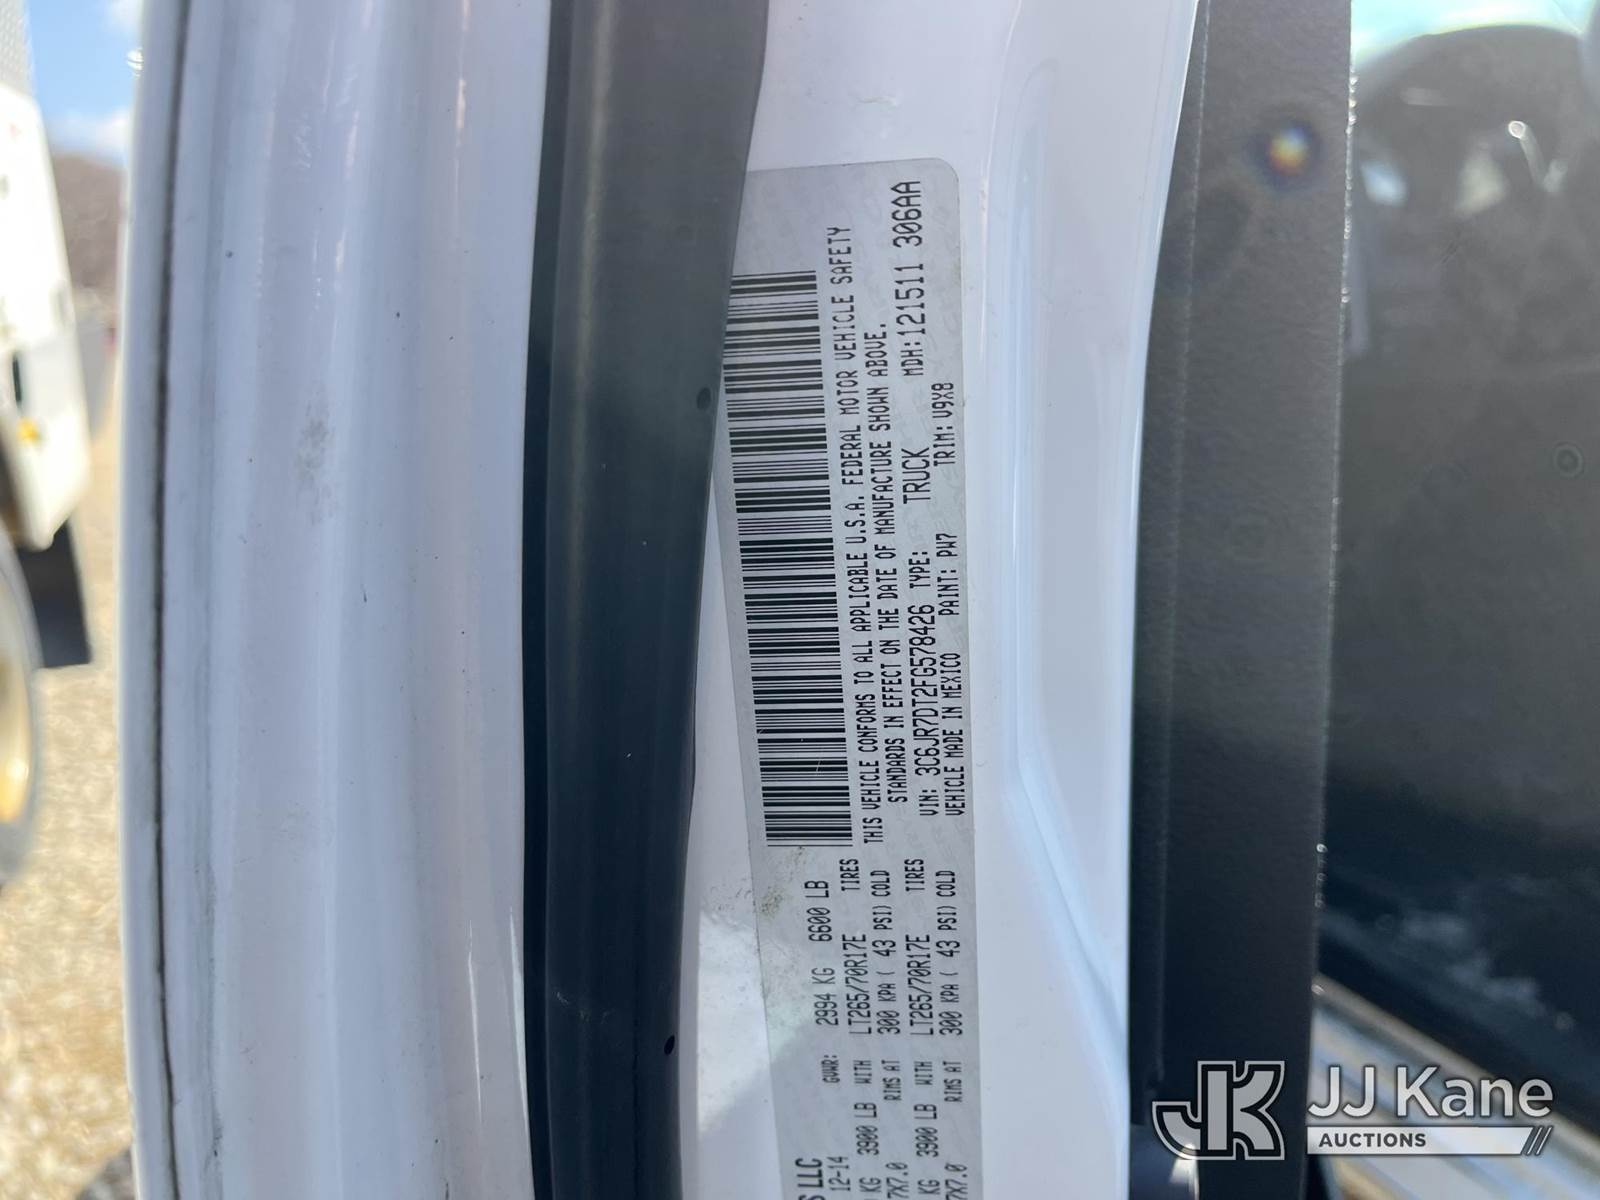 S LLC
12-14 GVWR: 2994 KG 6600 LB
KG 3900 LB WITH LT265/70R17E TIRES
7X7.0 RIMS AT 300 KPA ( 43 PSI) COLD
KG 3900 LB WITH LT265/70R17E TIRES
7X7.0 RIMS AT 300 KPA ( 43 PSI) COLD
THIS VEHICLE CONFORMS TO ALL APPLICABLE U.S.A. FEDERAL MOTOR VEHICLE SAFETY
STANDARDS IN EFFECT ON THE DATE OF MANUFACTURE SHOWN ABOVE.
VIN: 3C6JR7DT2FG578426 TYPE: TRUCK MDH:121511 306AA
VEHICLE MADE IN MEXICO PAINT: PW7 TRIM: V9X8
JK JJ Kane
AUCTIONS